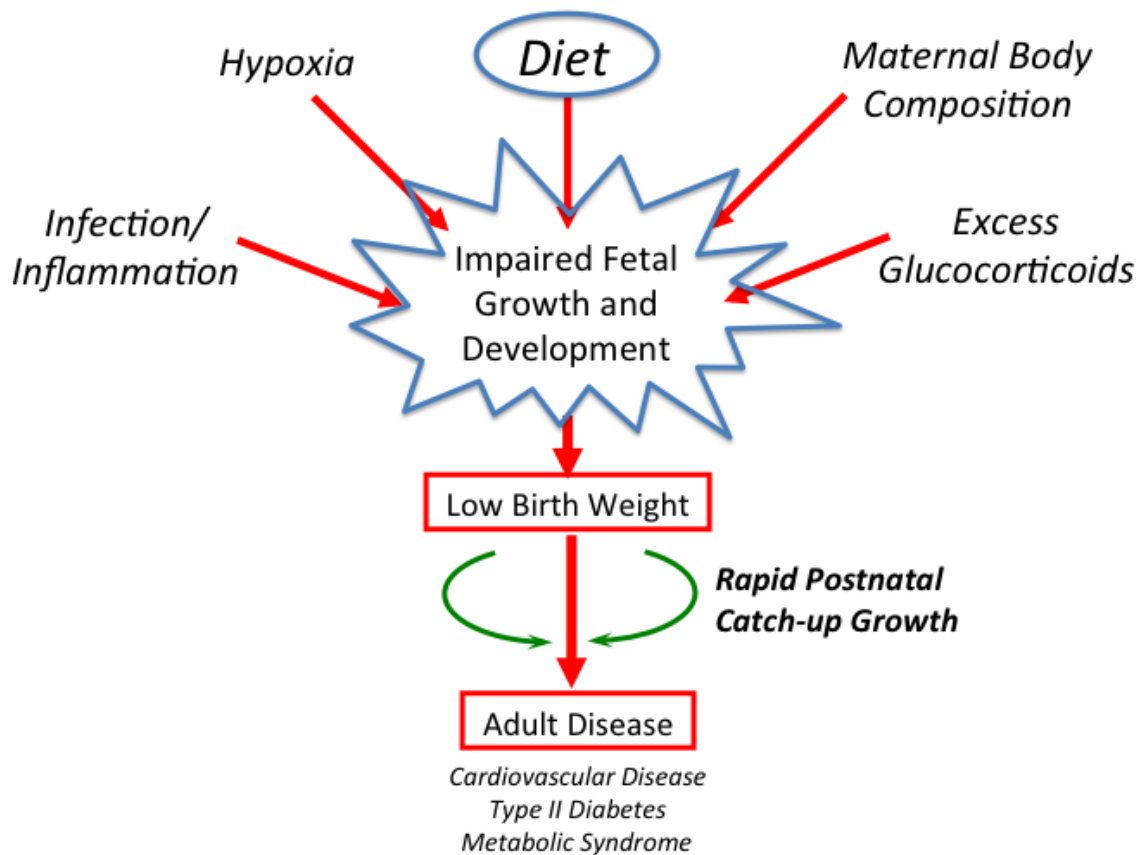 Hypoxia
Diet
Maternal Body
Composition
Infection/
Inflammation
Excess
Glucocorticoids
Impaired Fetal
Growth and
Development
Low Birth Weight
Rapid Postnatal
Catch-up Growth
Adult Disease
Cardiovascular Disease
Type II Diabetes
Metabolic Syndrome